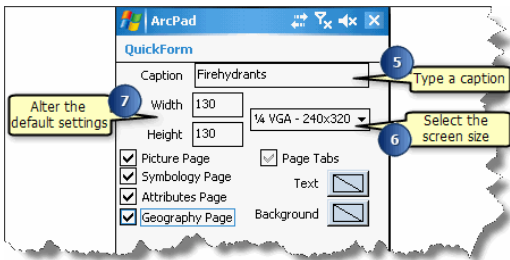 ArcPad
QuickForm
Caption Firehydrants
5
Type a caption
7
Alter the
default settings
Width 130
Height 130
¼ VGA - 240x320
6
Select the
screen size
Picture Page
Page Tabs
Symbology Page
Text
Attributes Page
Geography Page
Background